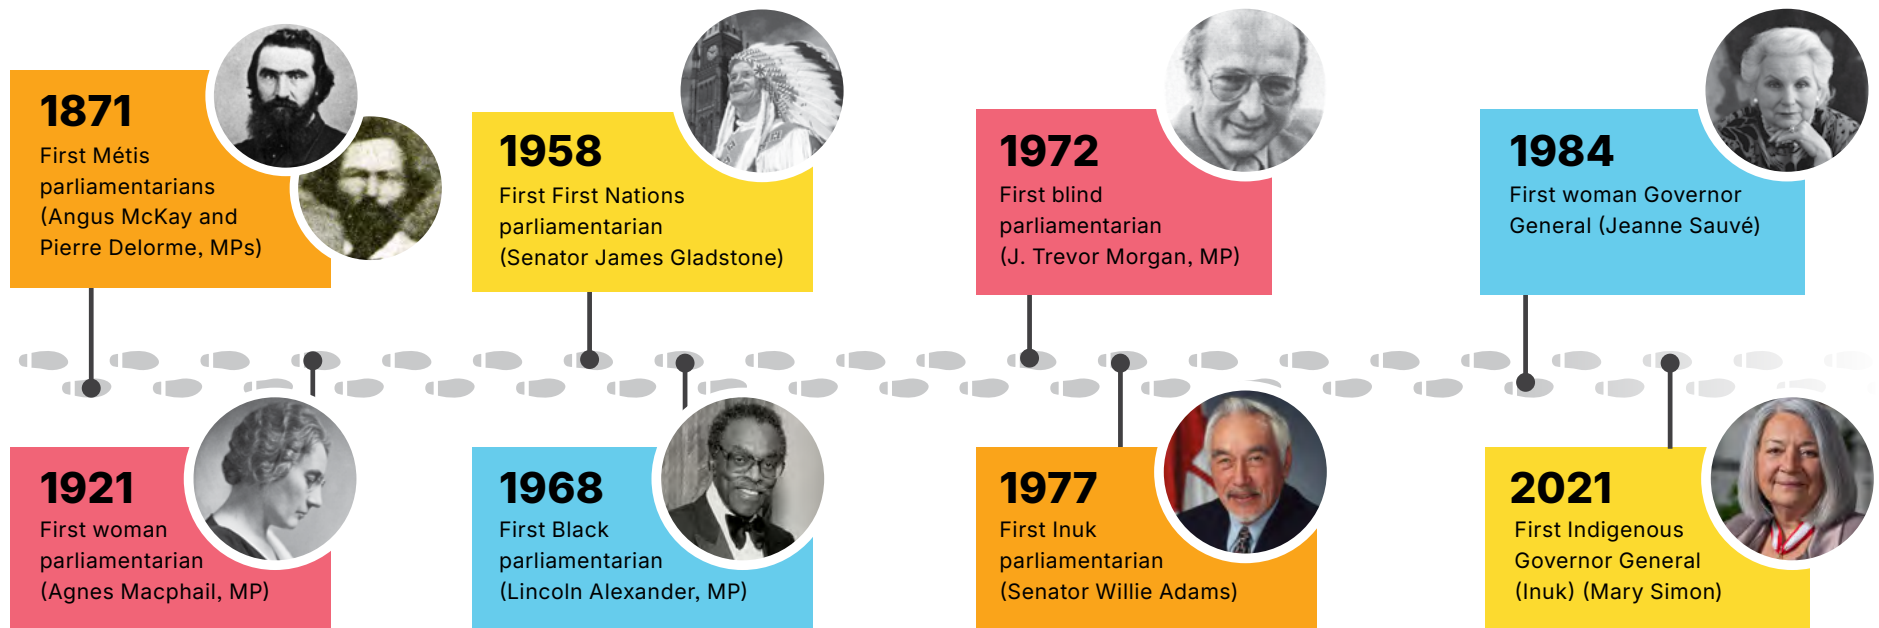 1871
First Métis
parliamentarians
(Angus McKay and
Pierre Delorme, MPs)
1921
First woman
parliamentarian
(Agnes Macphail, MP)
1958
First First Nations
parliamentarian
(Senator James Gladstone)
1968
First Black
parliamentarian
(Lincoln Alexander, MP)
1972
First blind
parliamentarian
(J. Trevor Morgan, MP)
1977
First Inuk
parliamentarian
(Senator Willie Adams)
1984
First woman Governor
General (Jeanne Sauvé)
2021
First Indigenous
Governor General
(Inuk) (Mary Simon)